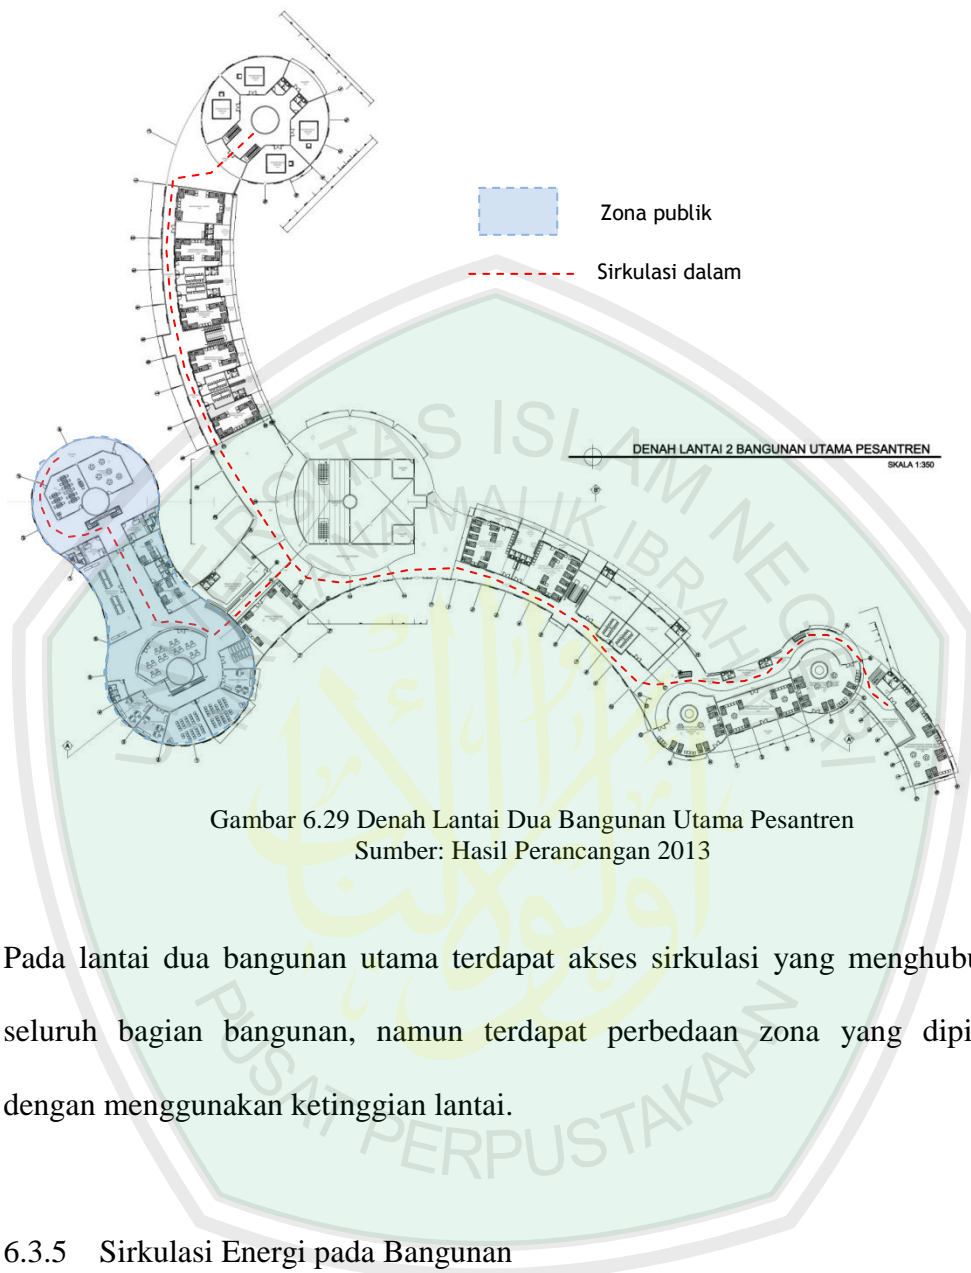 Zona publik
Sirkulasi dalam
DENAH LANTAI 2 BANGUNAN UTAMA PESANTREN
SKALA 1:350
Gambar 6.29 Denah Lantai Dua Bangunan Utama Pesantren
Sumber: Hasil Perancangan 2013
Pada lantai dua bangunan utama terdapat akses sirkulasi yang menghubu
seluruh bagian bangunan, namun terdapat perbedaan zona yang dipi
dengan menggunakan ketinggian lantai.
6.3.5 Sirkulasi Energi pada Bangunan
PUSAT PERPUSTAKAAN